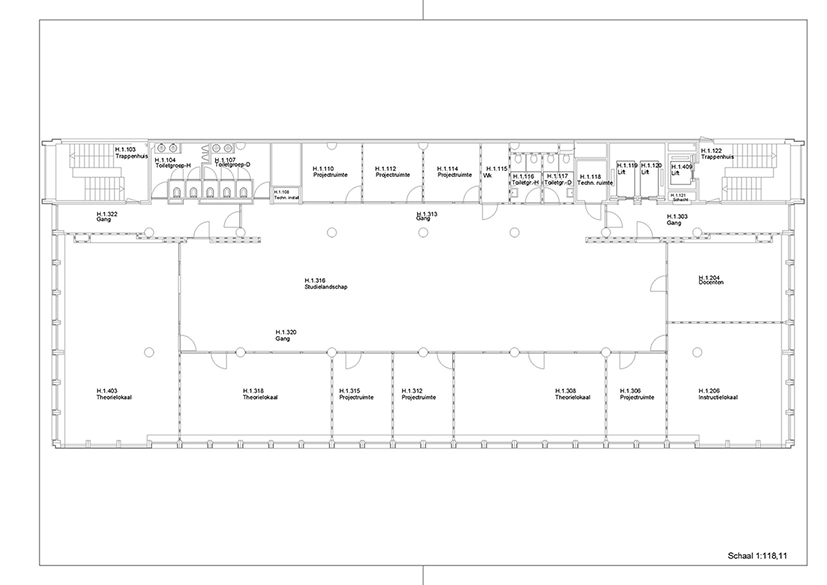 H.1.103
Trappenhuis
H.1.104
Toiletgroep-H
H.1.107
Toiletgroep-D
H.1.108
Techn. install
H.1.110
Projectruimte
H.1.112
Projectruimte
H.1.114
Projectruimte
H.1.115
H.1.116
Toiletgr.-H
H.1.117
Toiletgr.-D
H.1.118
Techn. ruimte
H.1.119
Lift
H.1.120
Lift
H.1.409
Lift
H.1.121
Schacht
H.1.122
Trappenhuis
H.1.322
Gang
H.1.313
Gang
H.1.303
Gang
H.1.316
Studielandschap
H.1.204
Docenten
H.1.320
Gang
H.1.403
Theorielokaal
H.1.318
Theorielokaal
H.1.315
Projectruimte
H.1.312
Projectruimte
H.1.308
Theorielokaal
H.1.306
Projectruimte
H.1.206
Instructielokaal
Schaal 1:118,11